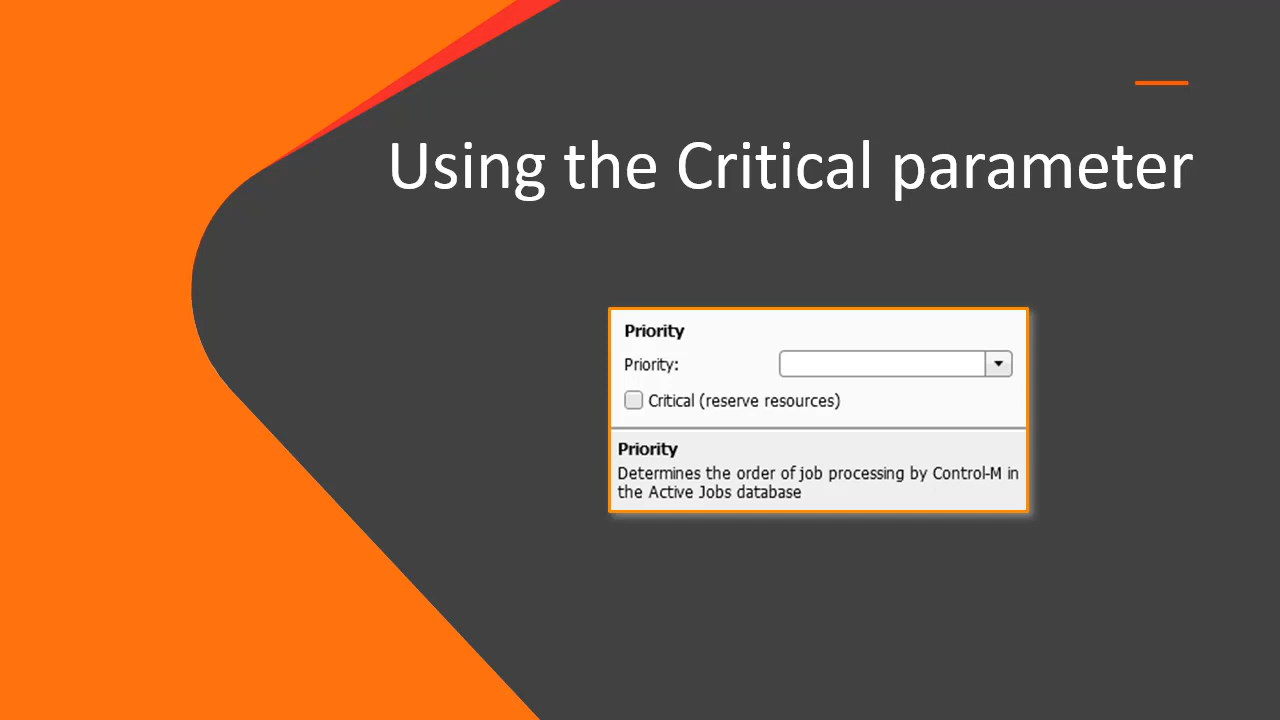 Using the Critical parameter
Priority
Priority:
Critical (reserve resources)
Priority
Determines the order of job processing by Control-M in
the Active Jobs database